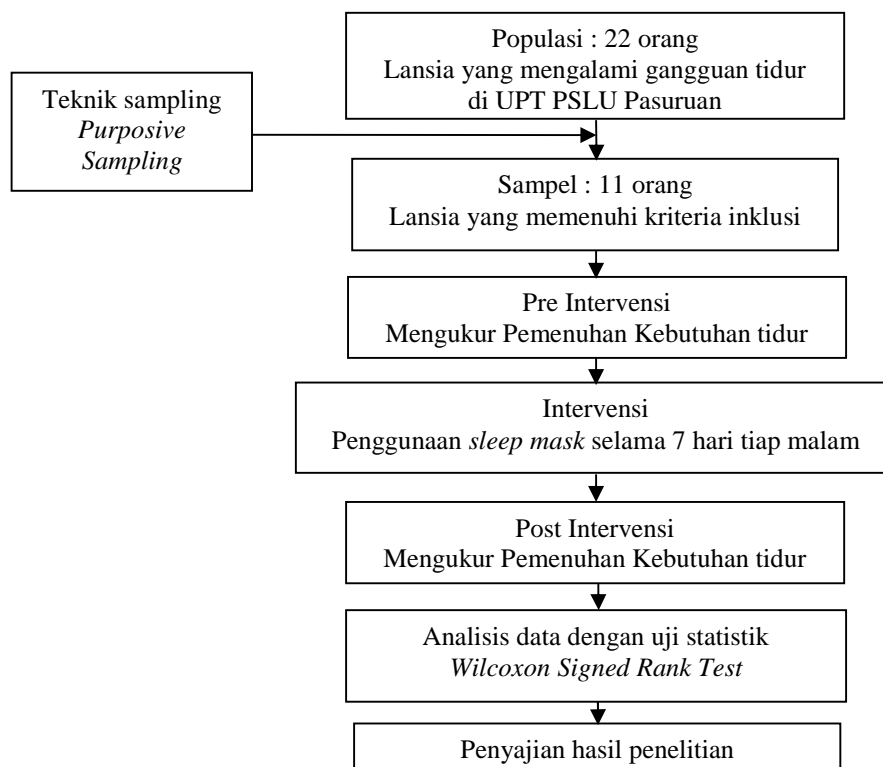 Populasi : 22 orang
Lansia yang mengalami gangguan tidur
di UPT PSLU Pasuruan
Teknik sampling
Purposive
Sampling
Sampel : 11 orang
Lansia yang memenuhi kriteria inklusi
Pre Intervensi
Mengukur Pemenuhan Kebutuhan tidur
Intervensi
Penggunaan sleep mask selama 7 hari tiap malam
Post Intervensi
Mengukur Pemenuhan Kebutuhan tidur
Analisis data dengan uji statistik
Wilcoxon Signed Rank Test
Penyajian hasil penelitian